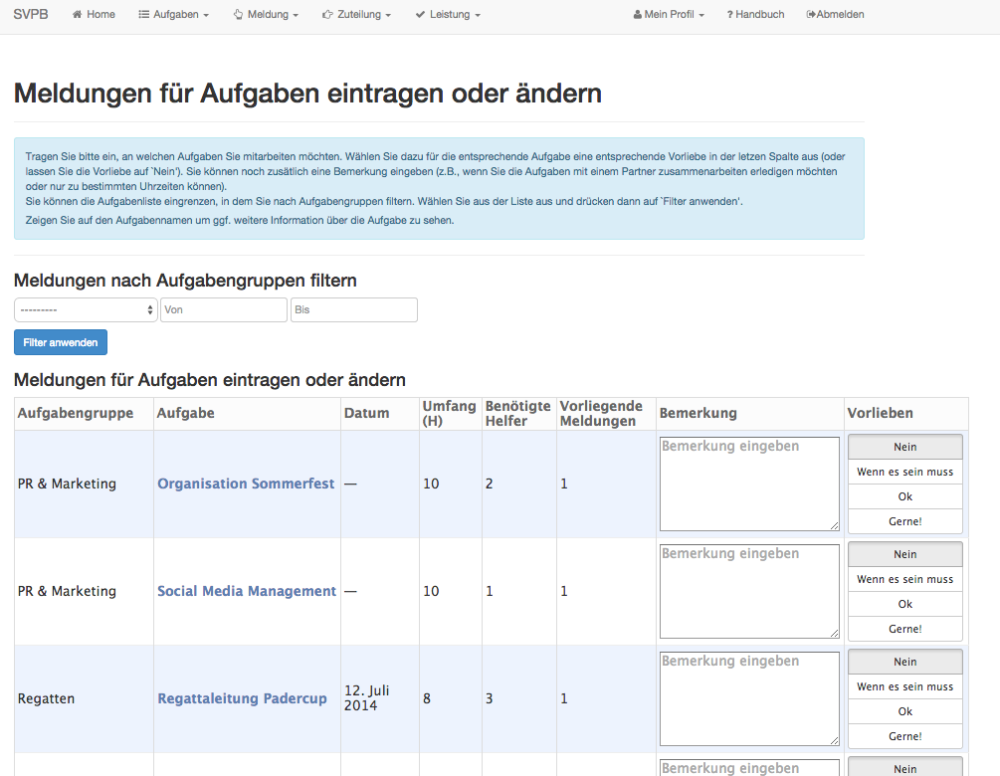 SVPB Home Aufgaben Meldung Zuteilung Leistung Mein Profil ? Handbuch Abmelden
Meldungen für Aufgaben eintragen oder ändern
Tragen Sie bitte ein, an welchen Aufgaben Sie mitarbeiten möchten. Wählen Sie dazu für die entsprechende Aufgabe eine entsprechende Vorliebe in der letzen Spalte aus (oder
lassen Sie die Vorliebe auf `Nein'). Sie können noch zusätlich eine Bemerkung eingeben (z.B., wenn Sie die Aufgaben mit einem Partner zusammenarbeiten erledigen möchten
oder nur zu bestimmten Uhrzeiten können).
Sie können die Aufgabenliste eingrenzen, in dem Sie nach Aufgabengruppen filtern. Wählen Sie aus der Liste aus und drücken dann auf `Filter anwenden'.
Zeigen Sie auf den Aufgabennamen um ggf. weitere Information über die Aufgabe zu sehen.
Meldungen nach Aufgabengruppen filtern
--------- Von Bis
Filter anwenden
Meldungen für Aufgaben eintragen oder ändern
Aufgabengruppe Aufgabe Datum Umfang (H) Benötigte Helfer Vorliegende Meldungen Bemerkung Vorlieben
PR & Marketing Organisation Sommerfest — 10 2 1 Bemerkung eingeben
Nein
Wenn es sein muss
Ok
Gerne!
PR & Marketing Social Media Management — 10 1 1 Bemerkung eingeben
Nein
Wenn es sein muss
Ok
Gerne!
Regatten Regattaleitung Padercup 12. Juli 2014 8 3 1 Bemerkung eingeben
Nein
Wenn es sein muss
Ok
Gerne!
Bemerkung eingeben Nein